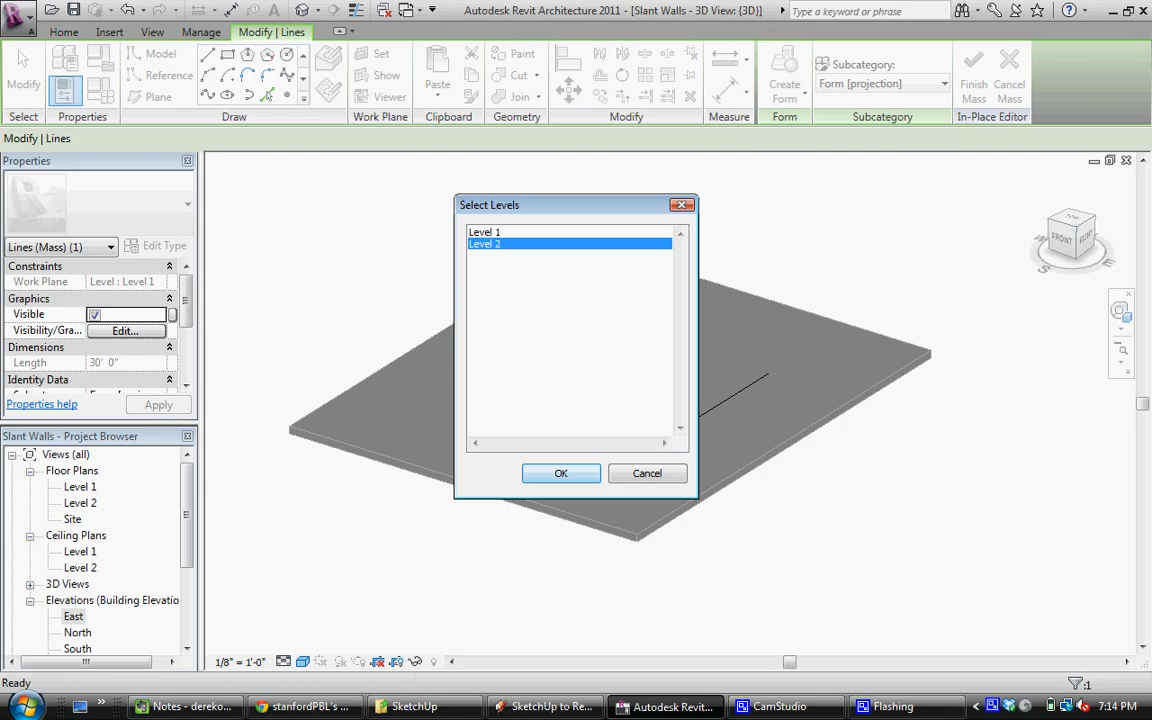 Autodesk Revit Architecture 2011 - [Slant Walls - 3D View: {3D}]
Type a keyword or phrase
Home Insert View Manage Modify | Lines
Modify
Model
Reference
Plane
Set
Show
Viewer
Paste
Paint
Cut
Join
Create Form
Subcategory:
Form [projection]
Finish Mass
Cancel Mass
Select Properties Draw Work Plane Clipboard Geometry Modify Measure Form Subcategory In-Place Editor
Modify | Lines
Properties
Lines (Mass) (1)
Edit Type
Constraints
Work Plane Level : Level 1
Graphics
Visible
Visibility/Gra... Edit...
Dimensions
Length 30' 0"
Identity Data
Properties help
Apply
Slant Walls - Project Browser
Views (all)
Floor Plans
Level 1
Level 2
Site
Ceiling Plans
Level 1
Level 2
3D Views
Elevations (Building Elevatio
East
North
South
Select Levels
Level 1
Level 2
OK
Cancel
FRONT
S
E
1/8" = 1'-0"
Ready
:1
Notes - dereko...
stanfordPBL's ...
SketchUp
SketchUp to Re...
Autodesk Revit...
CamStudio
Flashing
7:14 PM